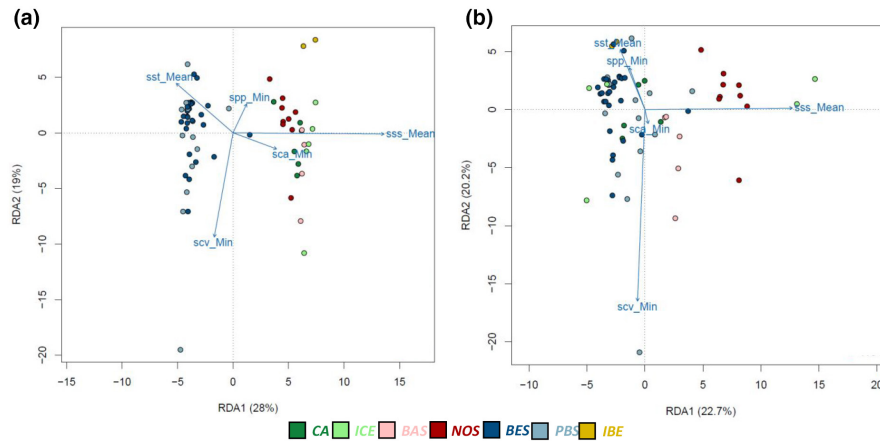 (a)
(b)
sst_Mean
spp_Min
sss_Mean
sca_Min
scv_Min
RDA2 (19%)
5
0
−5
−10
−15
−20
−15
−10
−5
0
5
10
15
RDA1 (28%)
sst_Mean
spp_Min
sss_Mean
sca_Min
scv_Min
RDA2 (20.2%)
5
0
−5
−10
−15
−20
−10
−5
0
5
10
15
20
RDA1 (22.7%)
CA ICE BAS NOS BES PBS IBE